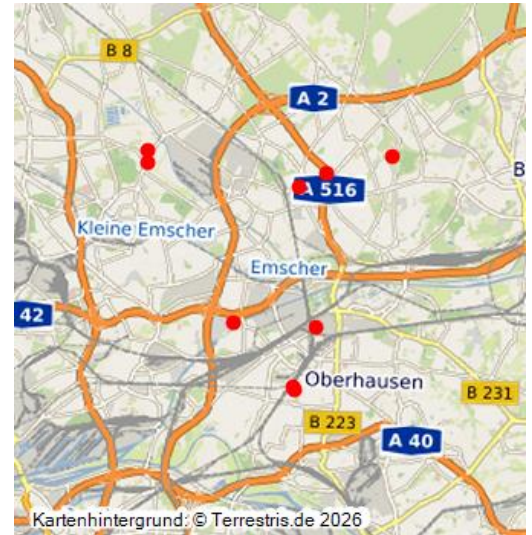 B 8
A 2
B
A 516
Kleine Emscher
Emscher
42
Oberhausen
B 231
B 223
A 40
Kartenhintergrund: © Terrestris.de 2026